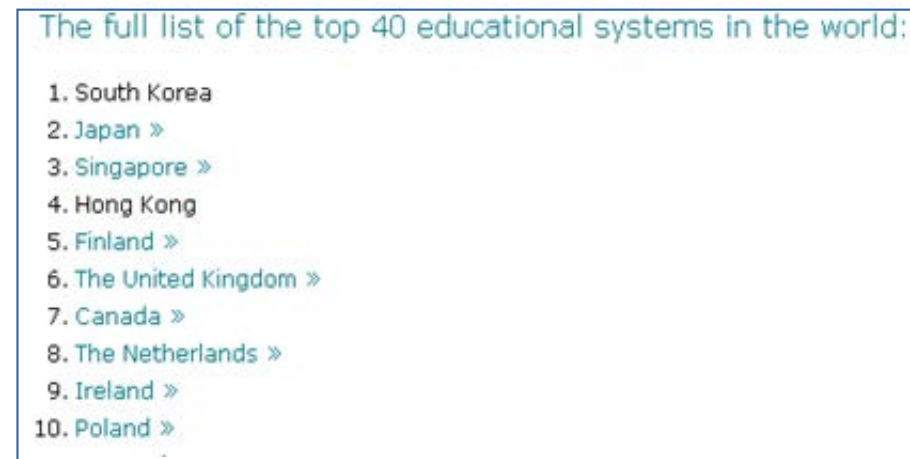 The full list of the top 40 educational systems in the world:
1. South Korea
2. Japan »
3. Singapore »
4. Hong Kong
5. Finland »
6. The United Kingdom »
7. Canada »
8. The Netherlands »
9. Ireland »
10. Poland »